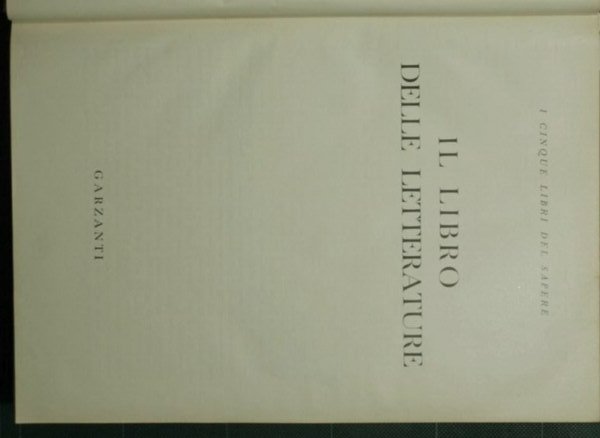 I CINQUE LIBRI DEL SAPERE
IL LIBRO
DELLE LETTERATURE
GARZANTI